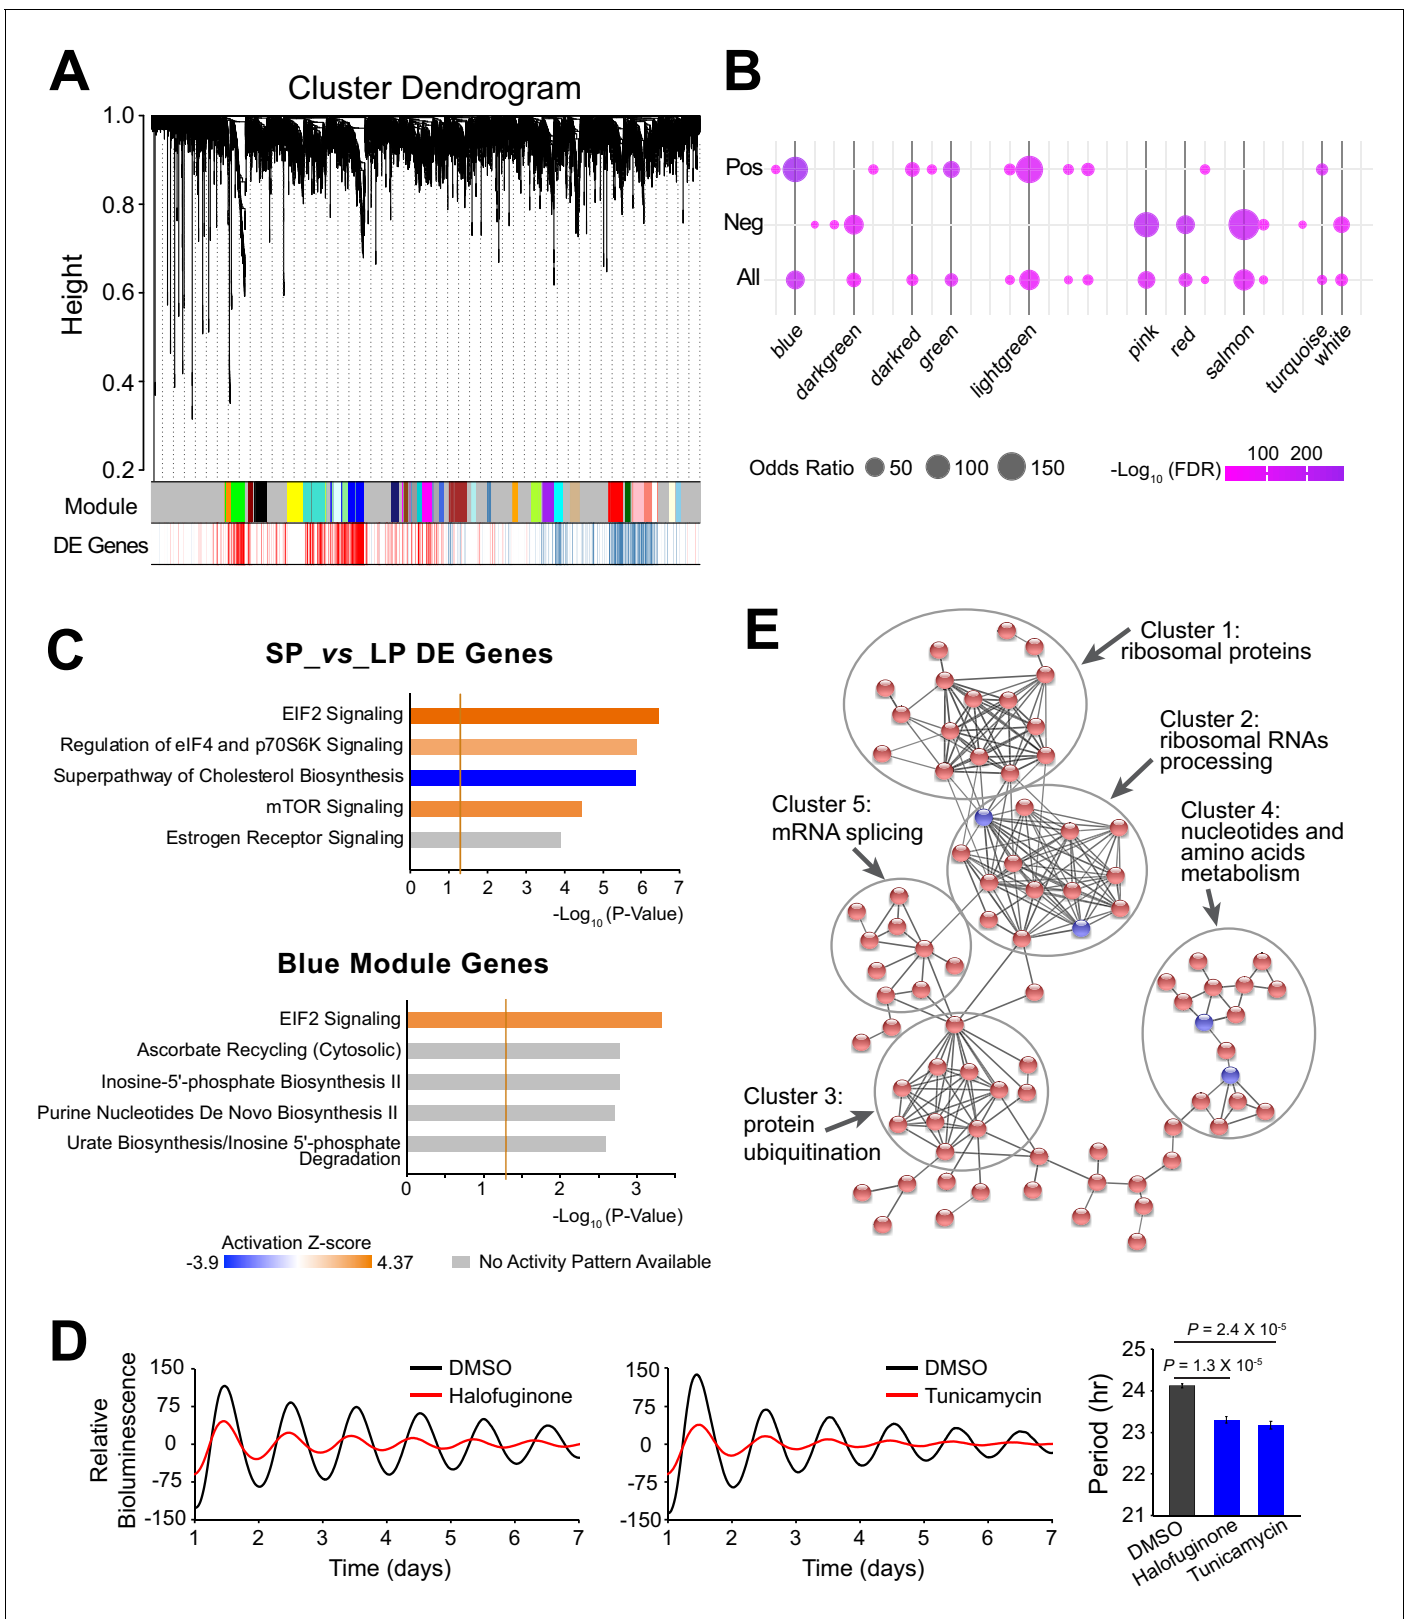 A
Cluster Dendrogram
Height
1.0
0.8
0.6
0.4
0.2
Module
DE Genes
B
Pos
Neg
All
blue
darkgreen
darkred
green
lightgreen
pink
red
salmon
turquoise
white
Odds Ratio 50 100 150
-Log10 (FDR) 100 200
C
SP_vs_LP DE Genes
EIF2 Signaling
Regulation of eIF4 and p70S6K Signaling
Superpathway of Cholesterol Biosynthesis
mTOR Signaling
Estrogen Receptor Signaling
0 1 2 3 4 5 6 7
-Log10 (P-Value)
Blue Module Genes
EIF2 Signaling
Ascorbate Recycling (Cytosolic)
Inosine-5'-phosphate Biosynthesis II
Purine Nucleotides De Novo Biosynthesis II
Urate Biosynthesis/Inosine 5'-phosphate
Degradation
0 1 2 3
-Log10 (P-Value)
Activation Z-score
-3.9 4.37
No Activity Pattern Available
E
Cluster 1:
ribosomal proteins
Cluster 2:
ribosomal RNAs
processing
Cluster 5:
mRNA splicing
Cluster 4:
nucleotides and
amino acids
metabolism
Cluster 3:
protein
ubiquitination
D
Relative
Bioluminescence
150
75
0
-75
-150
DMSO
Halofuginone
1 2 3 4 5 6 7
Time (days)
150
75
0
-75
-150
DMSO
Tunicamycin
1 2 3 4 5 6 7
Time (days)
Period (hr)
25
24
23
22
21
P = 2.4 X 10-5
P = 1.3 X 10-5
DMSO
Halofuginone
Tunicamycin